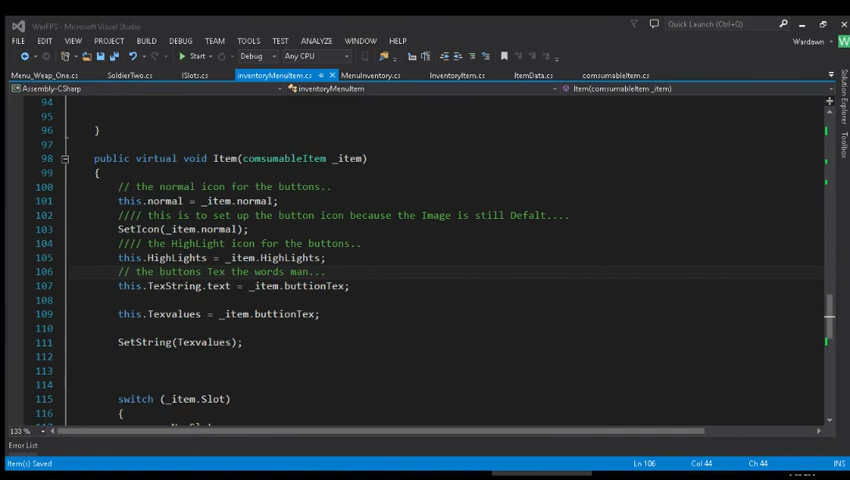 WarFPS - Microsoft Visual Studio
Quick Launch (Ctrl+Q)
FILE EDIT VIEW PROJECT BUILD DEBUG TEAM TOOLS TEST ANALYZE WINDOW HELP
Wardawn W
Start Debug Any CPU
Menu_Weap_One.cs SoldierTwo.cs ISlots.cs inventoryMenuItem.cs MenuInventory.cs InventoryItem.cs ItemData.cs comsumableItem.cs
Assembly-CSharp inventoryMenuItem Item(comsumableItem _item)
Solution Explorer
Toolbox
94
95
96 }
97
98 public virtual void Item(comsumableItem _item)
99 {
100 // the normal icon for the buttons..
101 this.normal = _item.normal;
102 //// this is to set up the button icon because the Image is still Defalt....
103 SetIcon(_item.normal);
104 //// the HighLight icon for the buttons..
105 this.HighLights = _item.HighLights;
106 // the buttons Tex the words man...
107 this.TexString.text = _item.buttionTex;
108
109 this.Texvalues = _item.buttionTex;
110
111 SetString(Texvalues);
112
113
114
115 switch (_item.Slot)
116 {
133 %
Error List
Item(s) Saved Ln 106 Col 44 Ch 44 INS